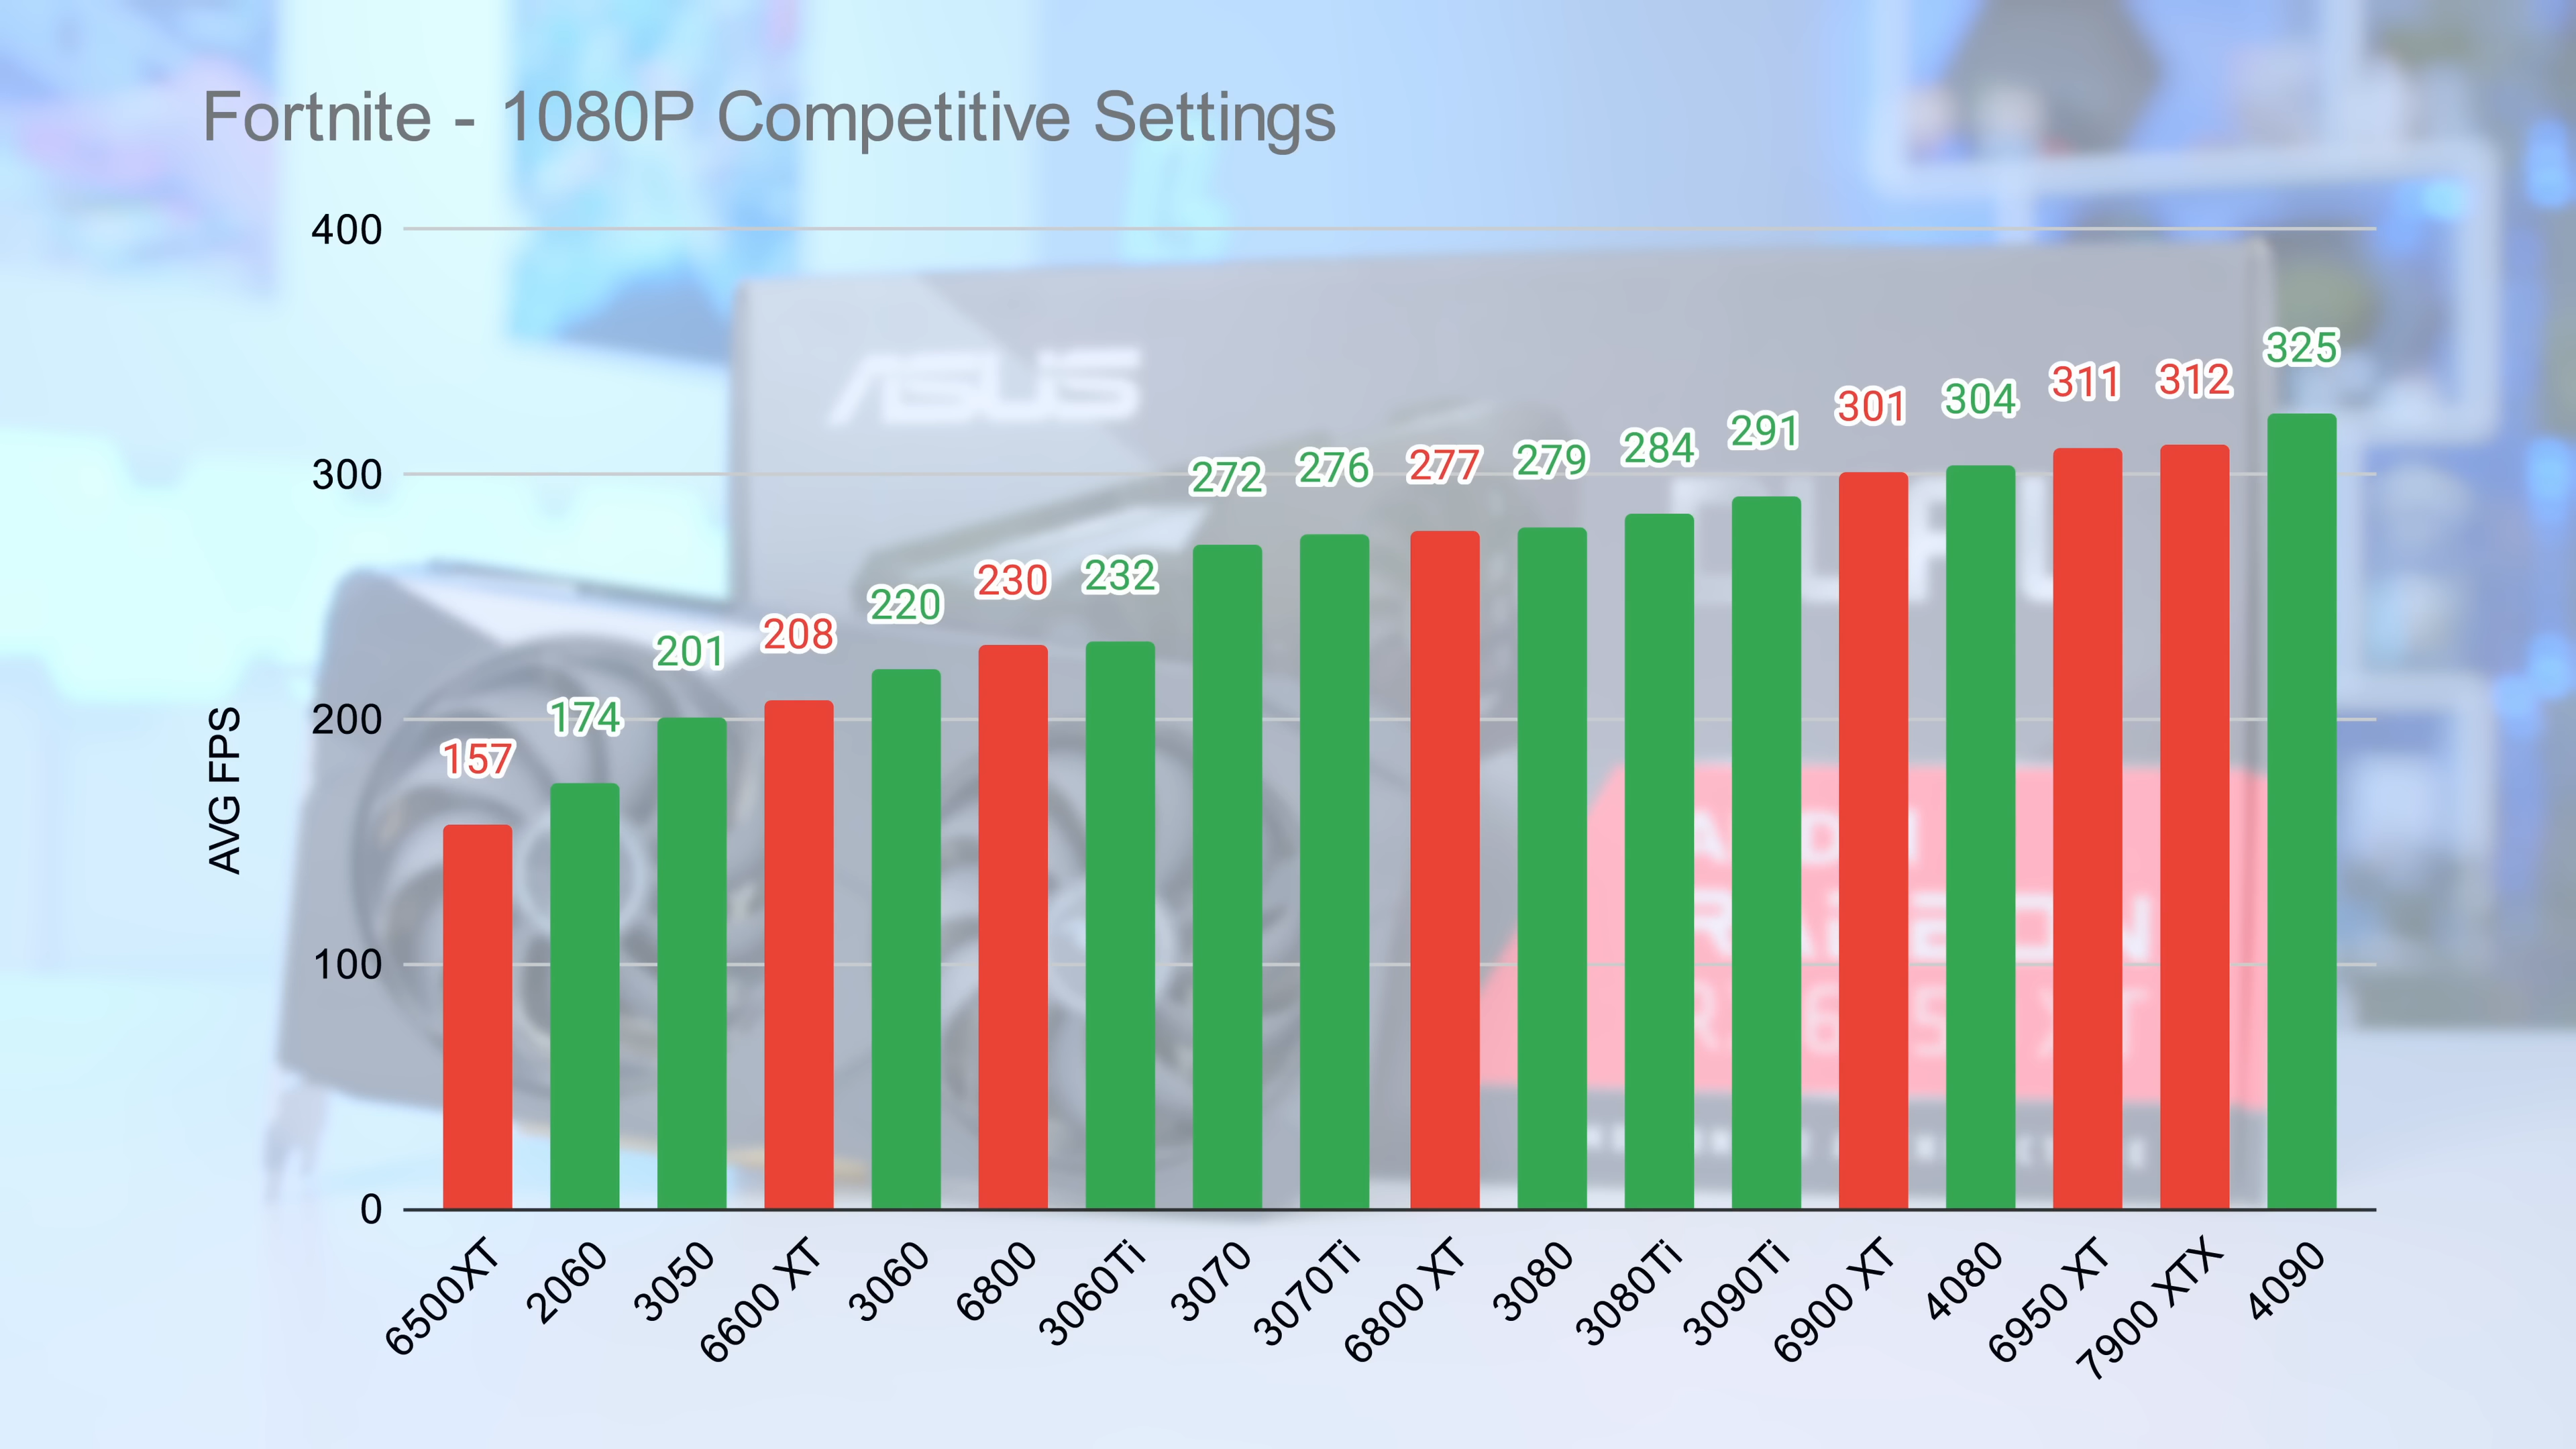 Fortnite - 1080P Competitive Settings
AVG FPS
400
300
200
100
0
157
174
201
208
220
230
232
272
276
277
279
284
291
301
304
311
312
325
6500XT
2060
3050
6600 XT
3060
6800
3060Ti
3070
3070Ti
6800 XT
3080
3080Ti
3090Ti
6900 XT
4080
6950 XT
7900 XTX
4090
ASUS